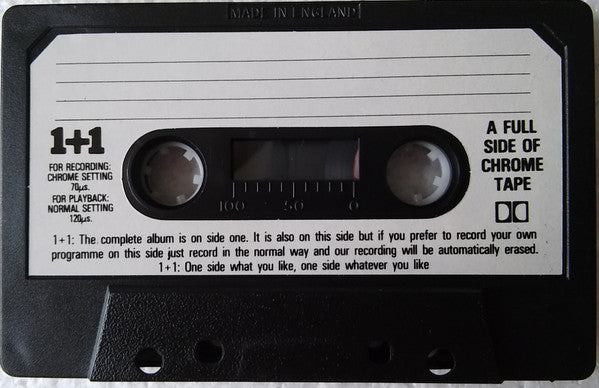 MADE IN ENGLAND
1+1
FOR RECORDING:
CHROME SETTING
70µs.
FOR PLAYBACK:
NORMAL SETTING
120µs.
A FULL
SIDE OF
CHROME
TAPE
100 50 0
1+1: The complete album is on side one. It is also on this side but if you prefer to record your own
programme on this side just record in the normal way and our recording will be automatically erased.
1+1: One side what you like, one side whatever you like